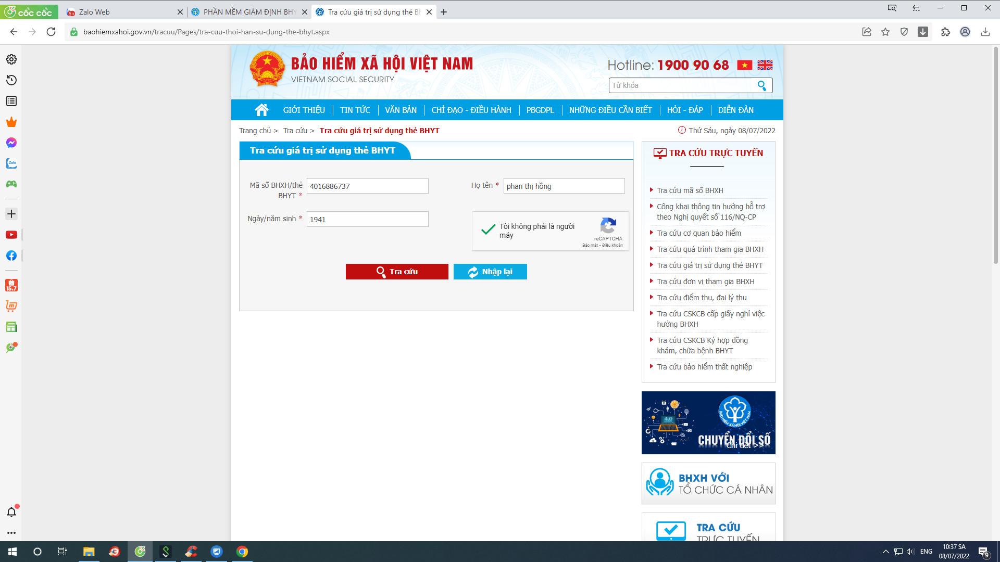 cốc cốc
Zalo Web
PHẦN MỀM GIÁM ĐỊNH BHY
Tra cứu giá trị sử dụng thẻ B
baohiemxahoi.gov.vn/tracuu/Pages/tra-cuu-thoi-han-su-dung-the-bhyt.aspx
BẢO HIỂM XÃ HỘI VIỆT NAM
VIETNAM SOCIAL SECURITY
Hotline: 1900 90 68
Từ khóa
GIỚI THIỆU
TIN TỨC
VĂN BẢN
CHỈ ĐẠO - ĐIỀU HÀNH
PBGDPL
NHỮNG ĐIỀU CẦN BIẾT
HỎI - ĐÁP
DIỄN ĐÀN
Trang chủ > Tra cứu > Tra cứu giá trị sử dụng thẻ BHYT
Thứ Sáu, ngày 08/07/2022
Tra cứu giá trị sử dụng thẻ BHYT
Mã số BHXH/thẻ
BHYT *
4016886737
Họ tên *
phan thị hồng
Ngày/năm sinh *
1941
Tôi không phải là người
máy
reCAPTCHA
Bảo mật - Điều khoản
Tra cứu
Nhập lại
TRA CỨU TRỰC TUYẾN
Tra cứu mã số BHXH
Công khai thông tin hưởng hỗ trợ
theo Nghị quyết số 116/NQ-CP
Tra cứu cơ quan bảo hiểm
Tra cứu quá trình tham gia BHXH
Tra cứu giá trị sử dụng thẻ BHYT
Tra cứu đơn vị tham gia BHXH
Tra cứu điểm thu, đại lý thu
Tra cứu CSKCB cấp giấy nghỉ việc
hưởng BHXH
Tra cứu CSKCB Ký hợp đồng
khám, chữa bệnh BHYT
Tra cứu bảo hiểm thất nghiệp
4.0
BẢO HIỂM XÃ HỘI VIỆT NAM
CHUYỂN ĐỔI SỐ
Chi tiết >>
BHXH VỚI
TỔ CHỨC CÁ NHÂN
TRA CỨU
TRỰC TUYẾN
Zalo
15.7
ENG
10:37 SA
08/07/2022
9